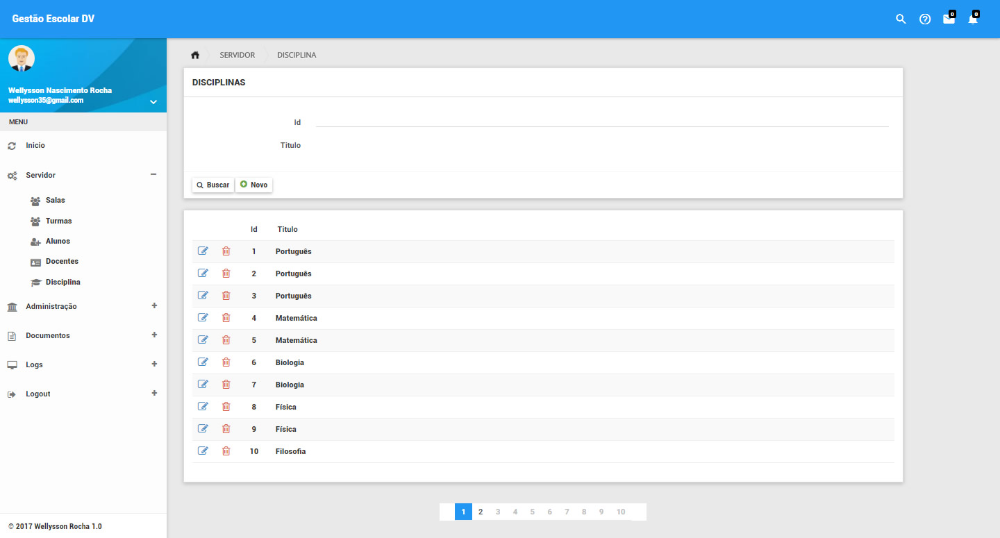 Gestão Escolar DV
0 0
Wellysson Nascimento Rocha
wellysson35@gmail.com
MENU
Inicio
Servidor
Salas
Turmas
Alunos
Docentes
Disciplina
Administração
Documentos
Logs
Logout
© 2017 Wellysson Rocha 1.0
SERVIDOR DISCIPLINA
DISCIPLINAS
Id
Titulo
Buscar Novo
Id Titulo
1 Português
2 Português
3 Português
4 Matemática
5 Matemática
6 Biologia
7 Biologia
8 Física
9 Física
10 Filosofia
1 2 3 4 5 6 7 8 9 10